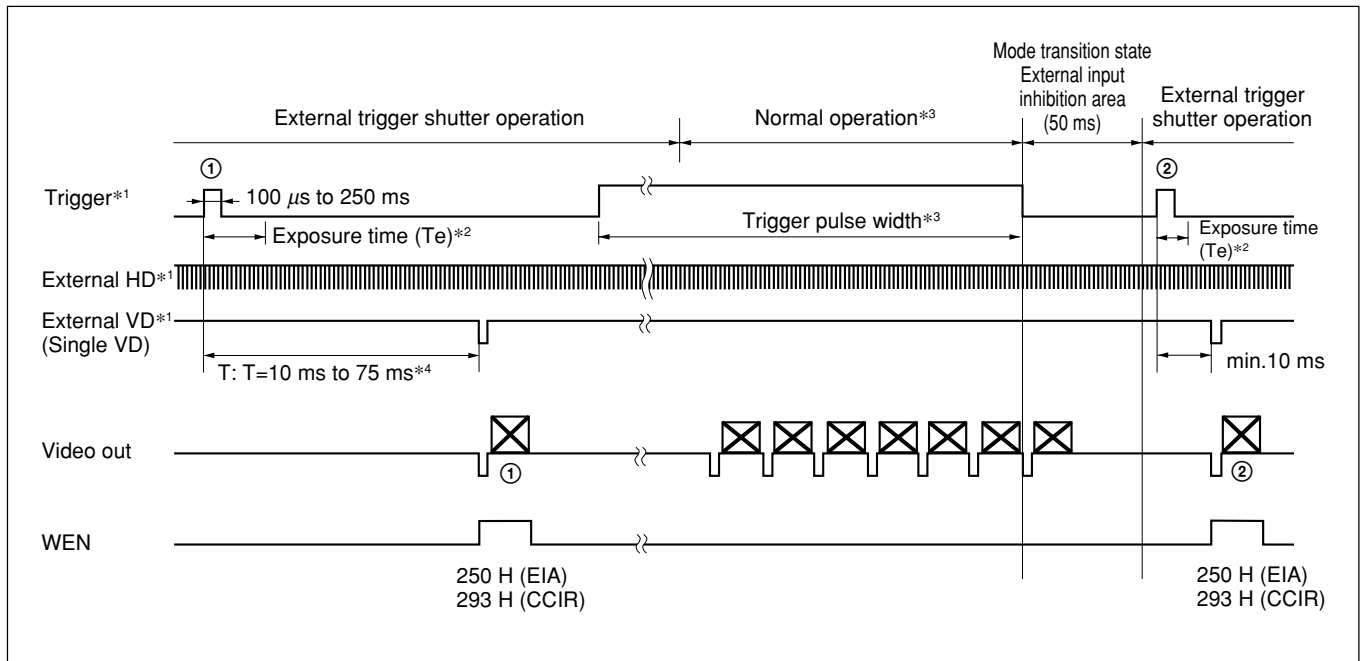 Mode transition state
External input
inhibition area
(50 ms)
External trigger shutter operation
Normal operation*3
External trigger
shutter operation
①
②
Trigger*1
100 μs to 250 ms
Trigger pulse width*3
Exposure time (Te)*2
Exposure time
(Te)*2
External HD*1
External VD*1
(Single VD)
T: T=10 ms to 75 ms*4
min.10 ms
Video out
①
②
WEN
250 H (EIA)
293 H (CCIR)
250 H (EIA)
293 H (CCIR)